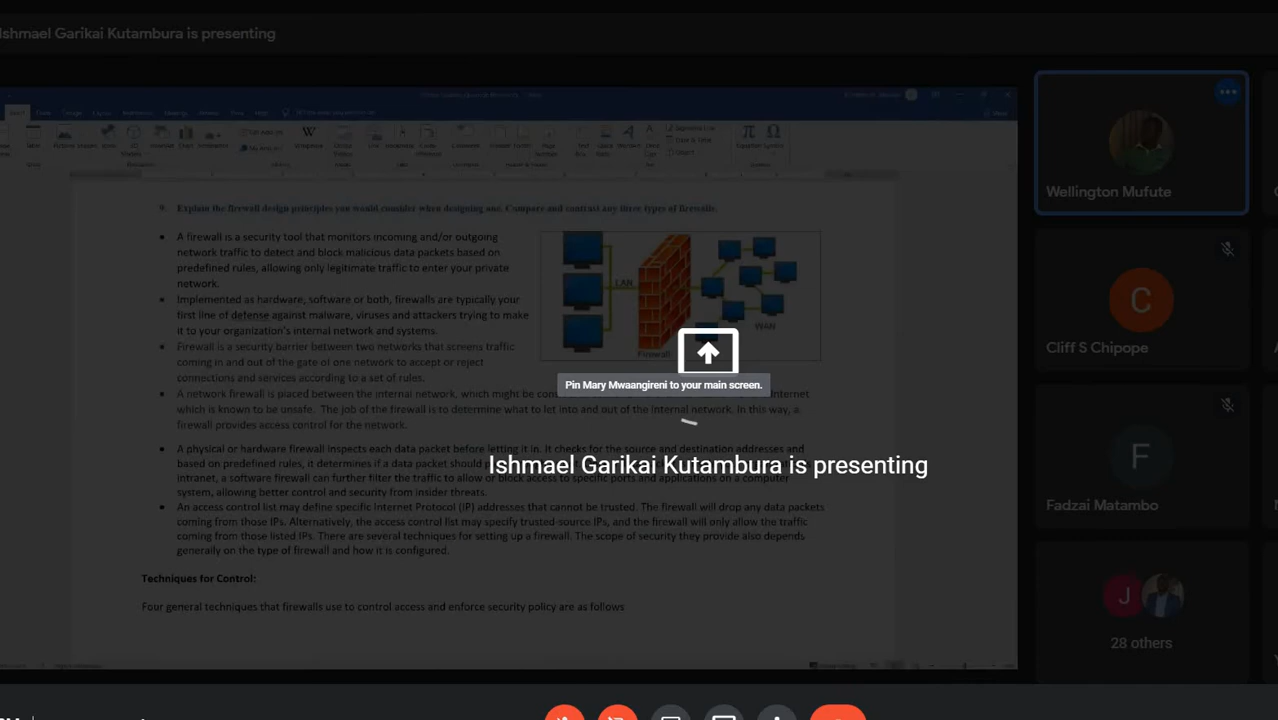 Ishmael Garikai Kutambura is presenting
Explain the firewall design principles you would consider when designing one. Compare and contrast any three types of firewalls.
A firewall is a security tool that monitors incoming and/or outgoing
network traffic to detect and block malicious data packets based on
predefined rules, allowing only legitimate traffic to enter your private
network.
Implemented as hardware, software or both, firewalls are typically your
first line of defense against malware, viruses and attackers trying to make
it to your organization's internal network and systems.
Firewall is a security barrier between two networks that screens traffic
coming in and out of the gate of one network to accept or reject
connections and services according to a set of rules.
LAN
WAN
Firewall
Pin Mary Mwaangireni to your main screen.
A network firewall is placed between the internal network, which might be Internet
which is known to be unsafe. The job of the firewall is to determine what to let into and out of the internal network. In this way, a
firewall provides access control for the network.
A physical or hardware firewall inspects each data packet before letting it in. It checks for the source and destination addresses and
based on predefined rules, it determines if a data packet should
Ishmael Garikai Kutambura is presenting
intranet, a software firewall can further filter the traffic to allow or block access to specific ports and applications on a computer
system, allowing better control and security from insider threats.
An access control list may define specific Internet Protocol (IP) addresses that cannot be trusted. The firewall will drop any data packets
coming from those IPs. Alternatively, the access control list may specify trusted-source IPs, and the firewall will only allow the traffic
coming from those listed IPs. There are several techniques for setting up a firewall. The scope of security they provide also depends
generally on the type of firewall and how it is configured.
Techniques for Control:
Four general techniques that firewalls use to control access and enforce security policy are as follows
Wellington Mufute
C
Cliff S Chipope
F
Fadzai Matambo
J
28 others